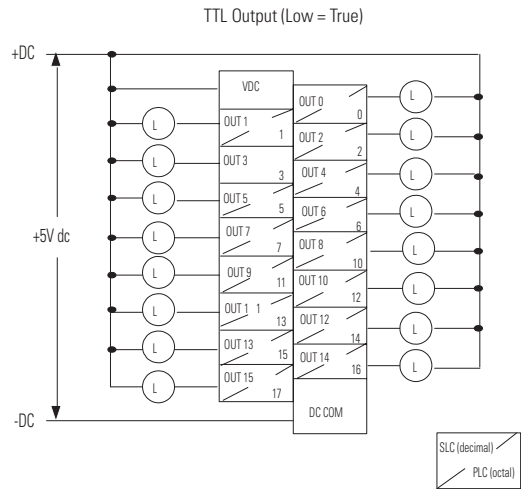 TTL Output (Low = True)
+DC
VDC
OUT 0
0
L
L
OUT 1
1
OUT 2
2
L
L
OUT 3
3
OUT 4
4
L
L
OUT 5
5
OUT 6
6
L
+5V dc
L
OUT 7
7
OUT 8
10
L
L
OUT 9
11
OUT 10
12
L
L
OUT 1 1
13
OUT 12
14
L
L
OUT 13
15
OUT 14
16
L
L
OUT 15
17
-DC
DC COM
SLC (decimal)
PLC (octal)